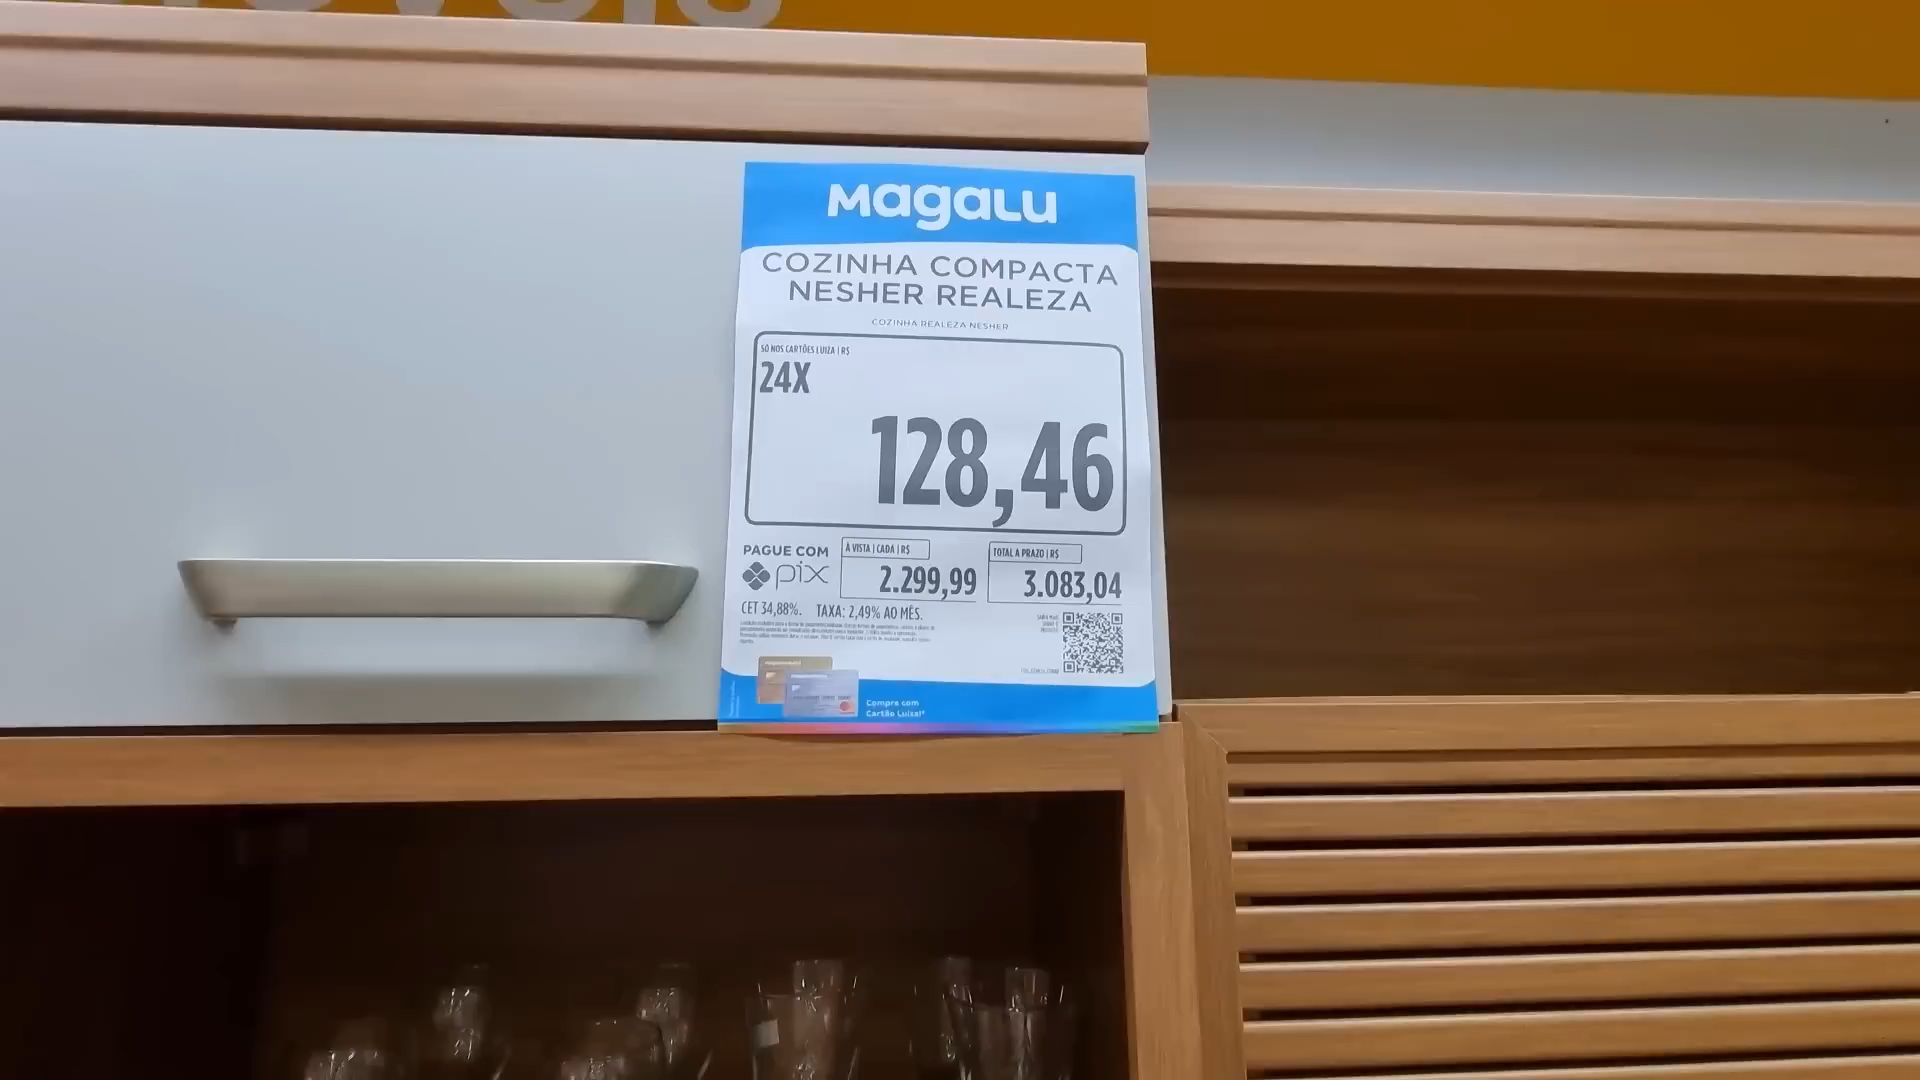 Magalu
COZINHA COMPACTA
NESHER REALEZA
COZINHA REALEZA NESHER
SÓ NOS CARTÕES LUIZA | R$
24X
128,46
PAGUE COM
pix
À VISTA | CADA | R$
2.299,99
TOTAL A PRAZO | R$
3.083,04
CET 34,88%. TAXA: 2,49% AO MÊS.
Compre com
Cartão Luiza!*